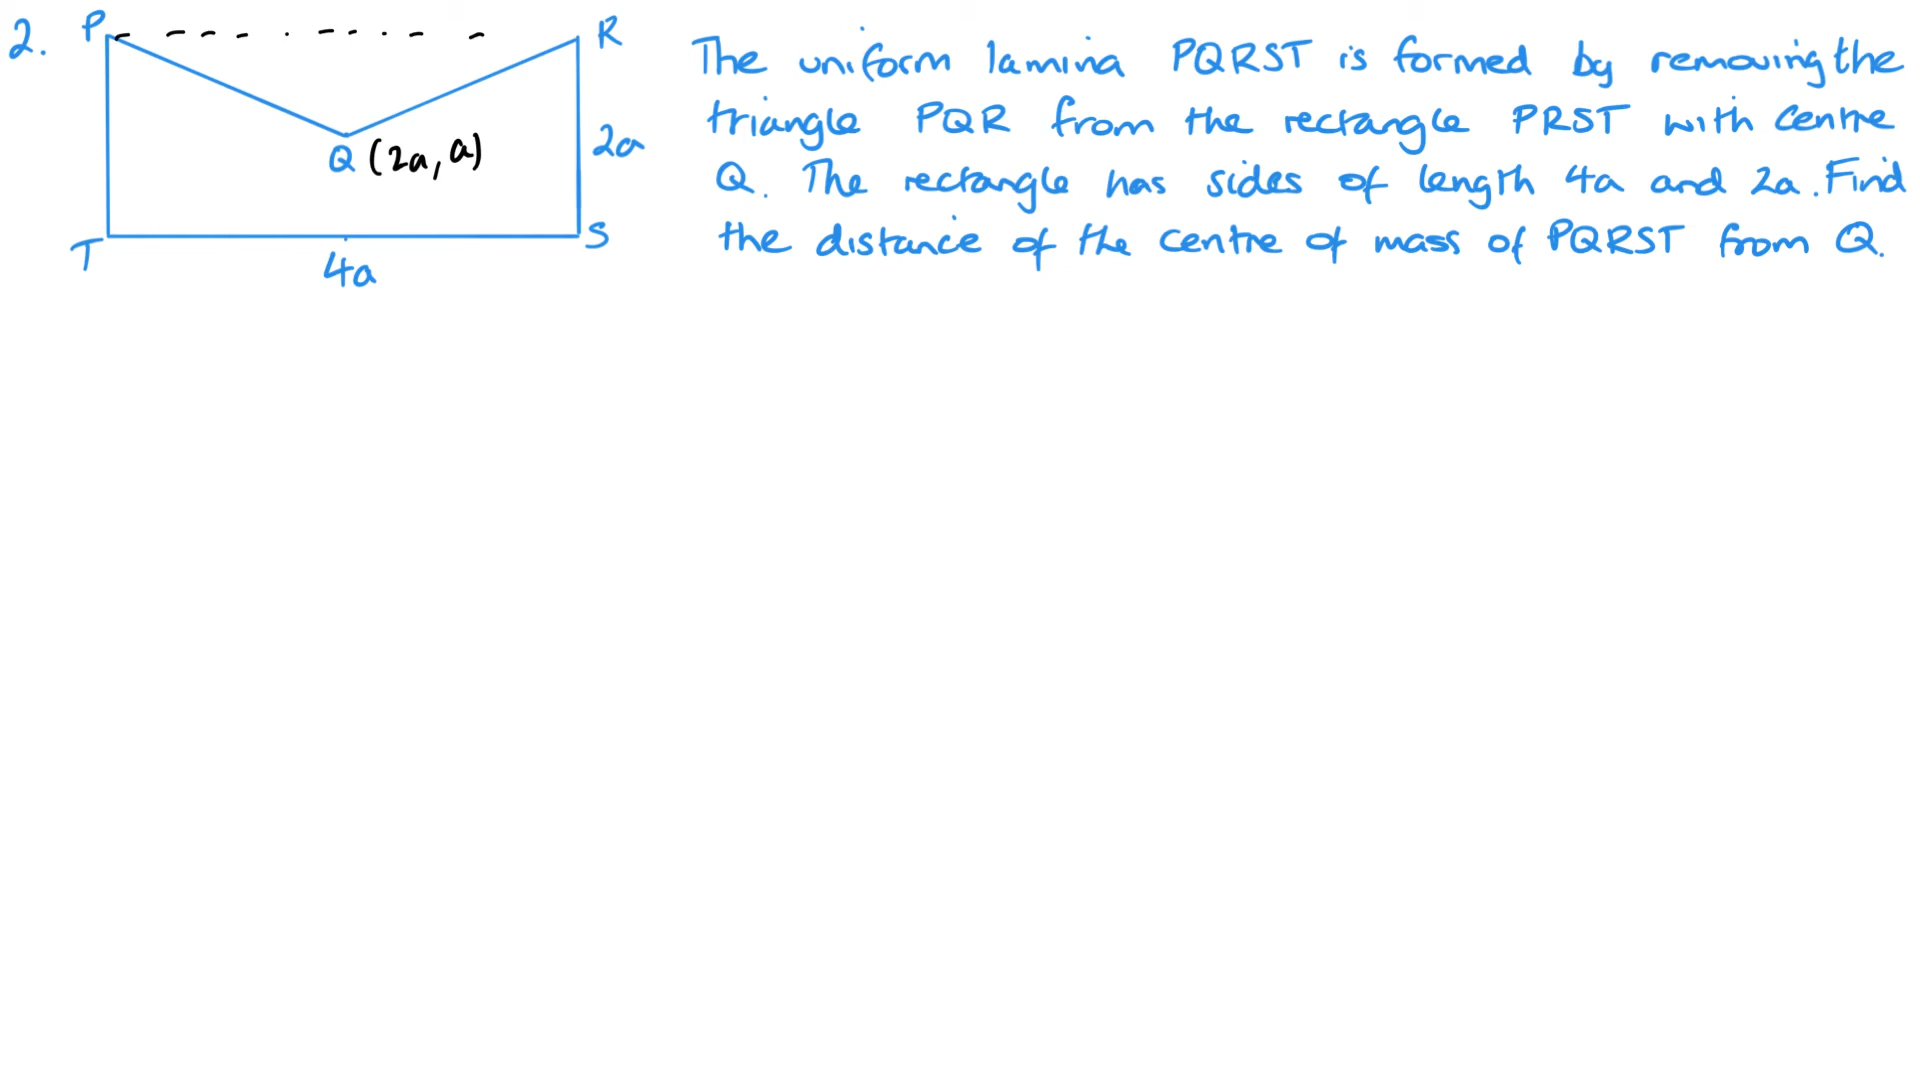 2. P R
2a
Q (2a, a)
T S
4a
The uniform lamina PQRST is formed by removing the
triangle PQR from the rectangle PRST with centre
Q. The rectangle has sides of length 4a and 2a. Find
the distance of the centre of mass of PQRST from Q.